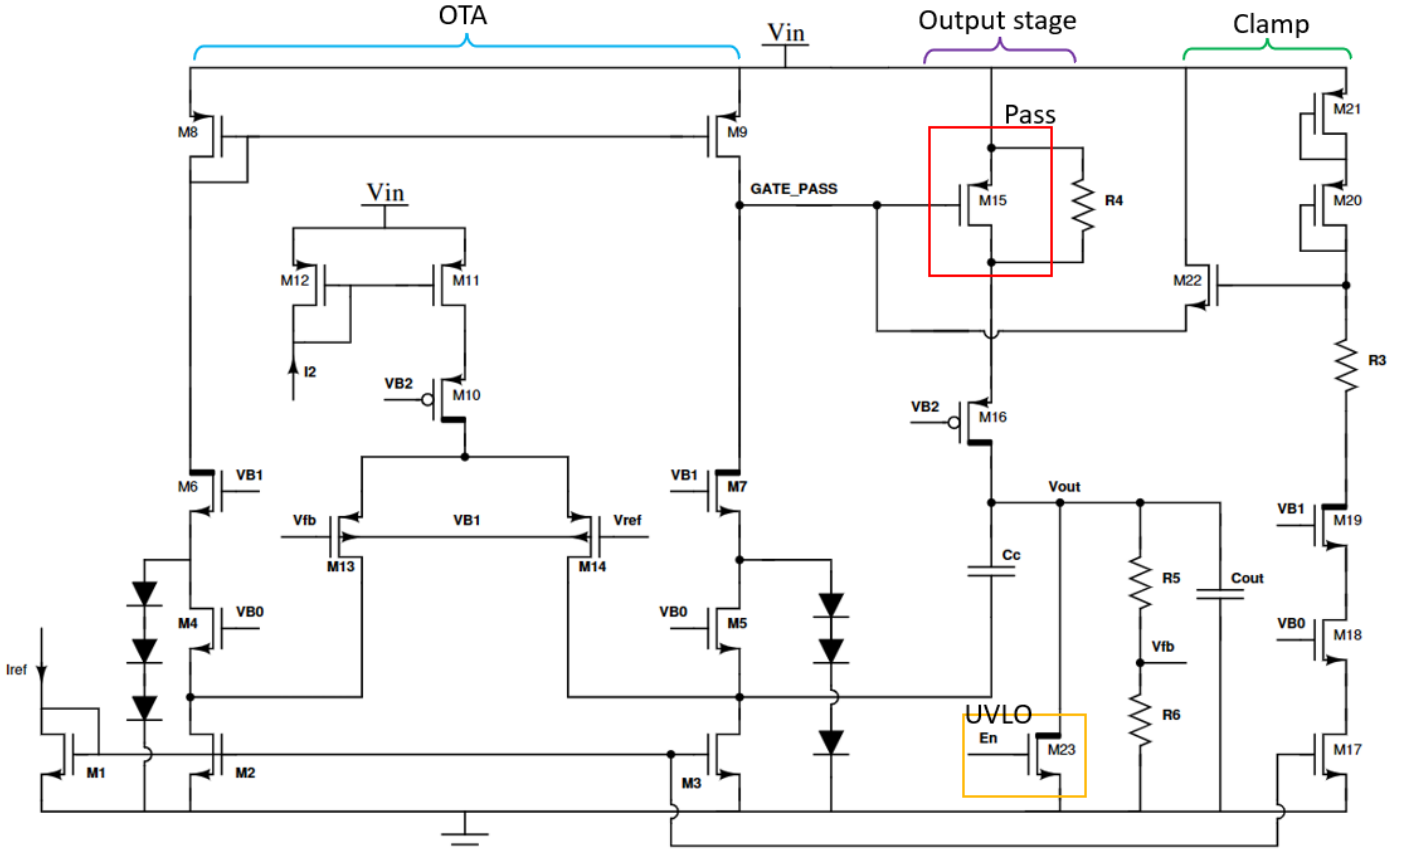 OTA
Output stage
Clamp
Vin
M8
M9
Pass
M21
GATE_PASS
M15
R4
M20
Vin
M12
M11
M22
I2
VB2
M10
VB2
M16
R3
M6
VB1
VB1
M7
Vout
VB1
M19
Vfb
VB1
Vref
M13
M14
Cc
R5
Cout
M4
VB0
VB0
M5
VB0
M18
Vfb
Iref
UVLO
R6
En
M23
M17
M1
M2
M3